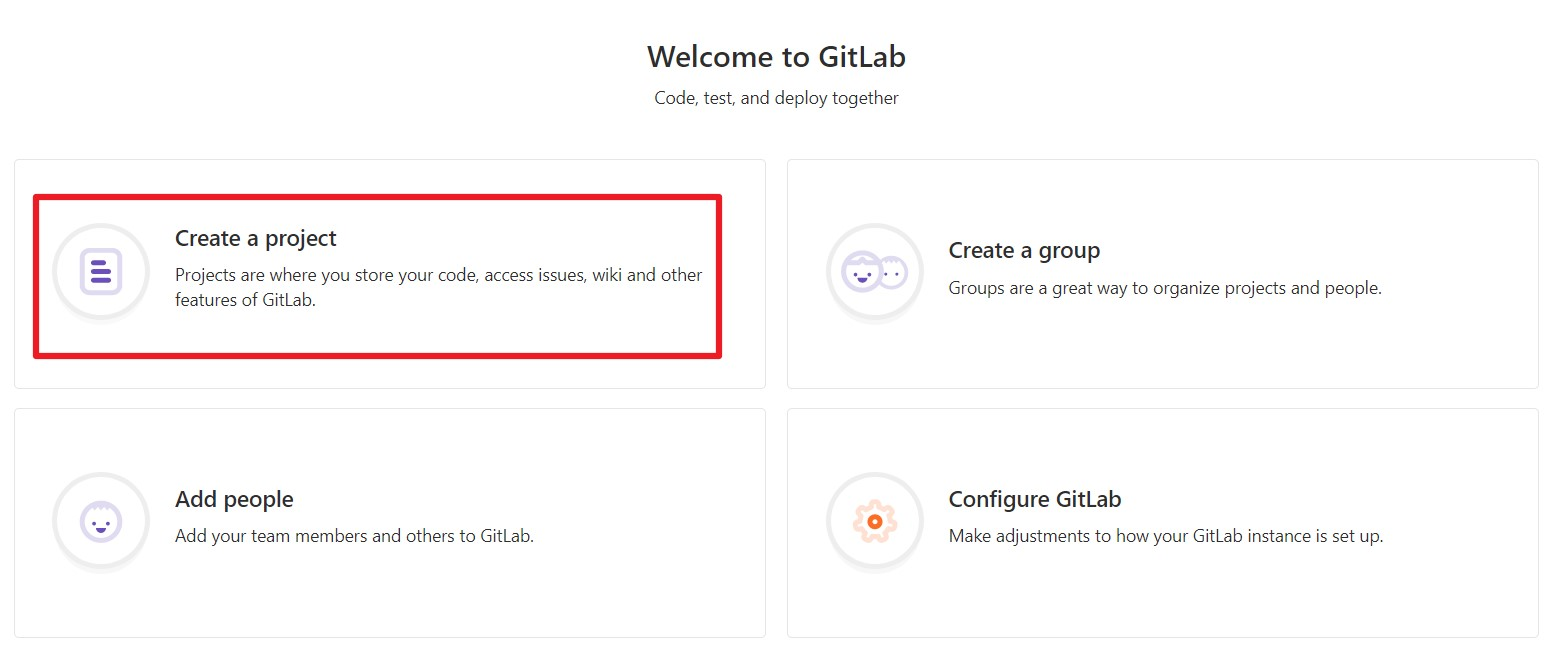 Welcome to GitLab
Code, test, and deploy together
Create a project
Projects are where you store your code, access issues, wiki and other
features of GitLab.
Create a group
Groups are a great way to organize projects and people.
Add people
Add your team members and others to GitLab.
Configure GitLab
Make adjustments to how your GitLab instance is set up.